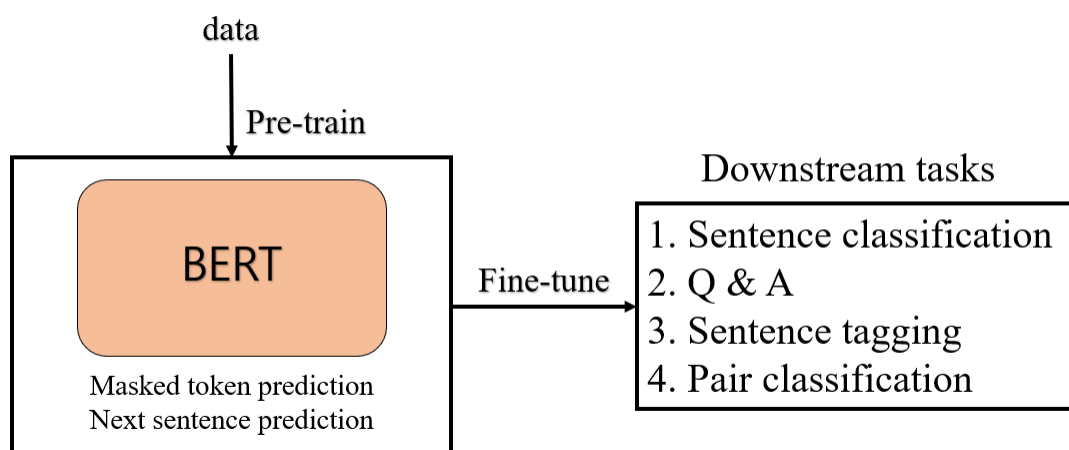 data
Pre-train
BERT
Masked token prediction
Next sentence prediction
Fine-tune
Downstream tasks
1. Sentence classification
2. Q & A
3. Sentence tagging
4. Pair classification